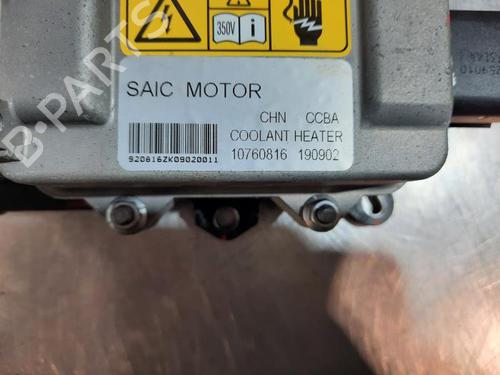 350V
SAIC MOTOR
CHN CCBA
COOLANT HEATER
10760816 190902
920816ZK09020011
B-PARTS